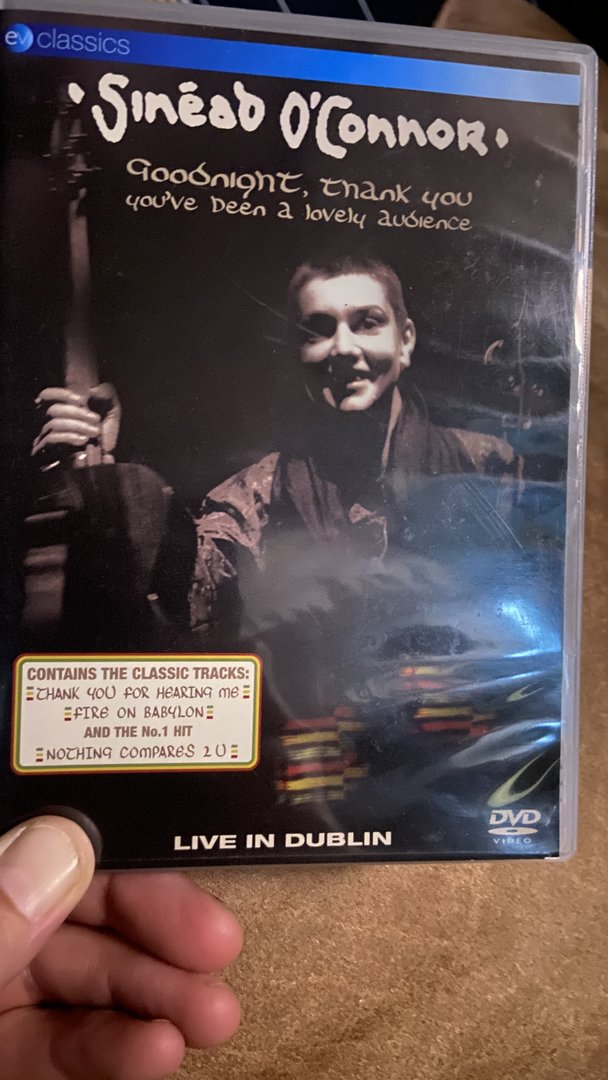 ev classics
·Sinéad O'Connor·
Goodnight, thank you
you've been a lovely audience
CONTAINS THE CLASSIC TRACKS:
THANK YOU FOR HEARING ME
FIRE ON BABYLON
AND THE No.1 HIT
NOTHING COMPARES 2 U
LIVE IN DUBLIN
DVD
VIDEO